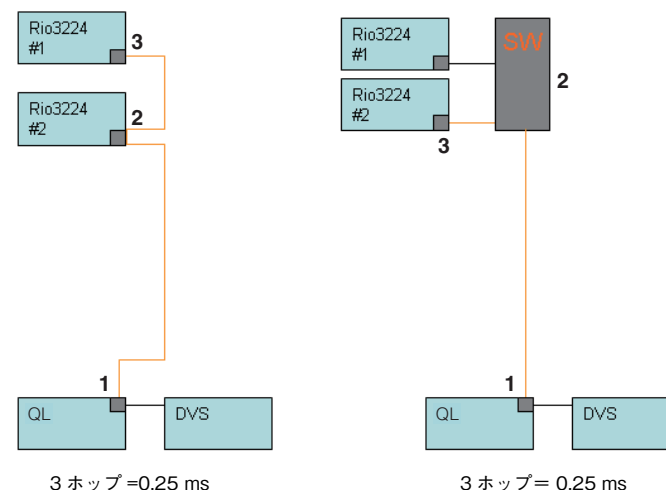 Rio3224
#1
3
Rio3224
#2
2
1
QL
DVS
3 ホップ =0.25 ms
Rio3224
#1
SW
2
Rio3224
#2
3
1
QL
DVS
3 ホップ＝ 0.25 ms